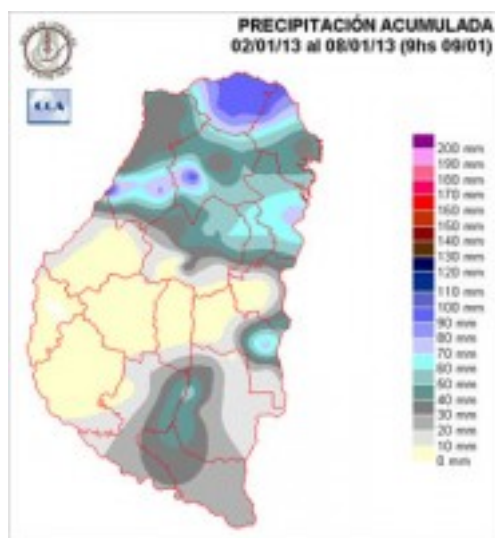 PRECIPITACIÓN ACUMULADA
02/01/13 al 08/01/13 (9hs 09/01)
CCA
200 mm
190 mm
180 mm
170 mm
160 mm
150 mm
140 mm
130 mm
120 mm
110 mm
100 mm
90 mm
80 mm
70 mm
60 mm
50 mm
40 mm
30 mm
20 mm
10 mm
0 mm